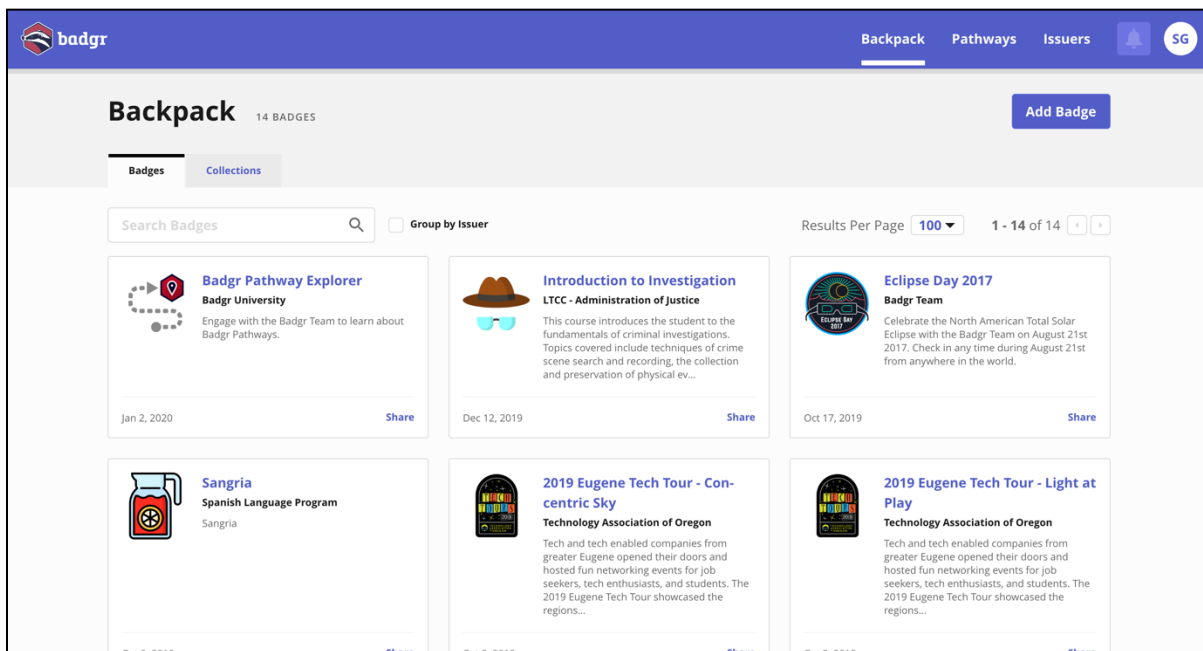 badgr
Backpack Pathways Issuers SG
Backpack 14 BADGES
Add Badge
Badges Collections
Search Badges Group by Issuer
Results Per Page 100 1 - 14 of 14
Badgr Pathway Explorer
Badgr University
Engage with the Badgr Team to learn about
Badgr Pathways.
Jan 2, 2020 Share
Introduction to Investigation
LTCC - Administration of Justice
This course introduces the student to the
fundamentals of criminal investigations.
Topics covered include techniques of crime
scene search and recording, the collection
and preservation of physical ev...
Dec 12, 2019 Share
Eclipse Day 2017
Badgr Team
ECLIPSE DAY
2017
Celebrate the North American Total Solar
Eclipse with the Badgr Team on August 21st
2017. Check in any time during August 21st
from anywhere in the world.
Oct 17, 2019 Share
Sangria
Spanish Language Program
Sangria
2019 Eugene Tech Tour - Con-
centric Sky
Technology Association of Oregon
TECH
TOURS
2019
Tech and tech enabled companies from
greater Eugene opened their doors and
hosted fun networking events for job
seekers, tech enthusiasts, and students. The
2019 Eugene Tech Tour showcased the
regions...
2019 Eugene Tech Tour - Light at
Play
Technology Association of Oregon
TECH
TOURS
2019
Tech and tech enabled companies from
greater Eugene opened their doors and
hosted fun networking events for job
seekers, tech enthusiasts, and students. The
2019 Eugene Tech Tour showcased the
regions...